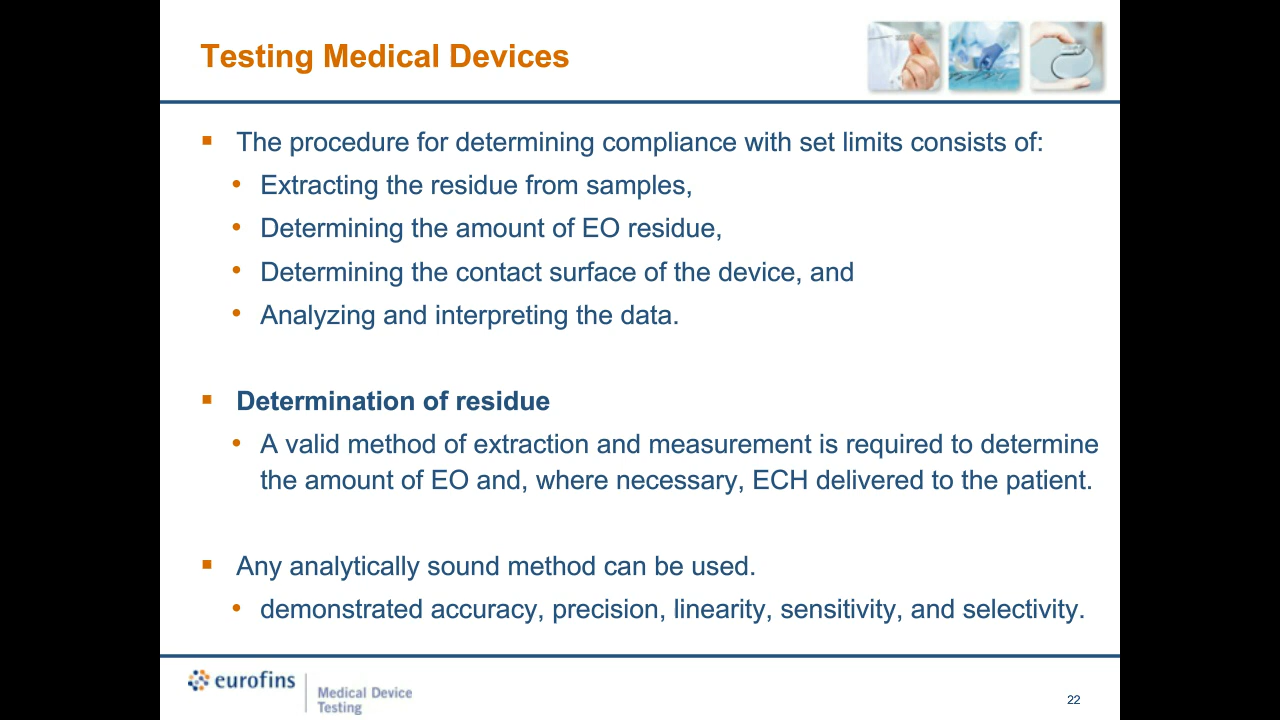 Testing Medical Devices
The procedure for determining compliance with set limits consists of:
Extracting the residue from samples,
Determining the amount of EO residue,
Determining the contact surface of the device, and
Analyzing and interpreting the data.
Determination of residue
A valid method of extraction and measurement is required to determine
the amount of EO and, where necessary, ECH delivered to the patient.
Any analytically sound method can be used.
demonstrated accuracy, precision, linearity, sensitivity, and selectivity.
eurofins
Medical Device
Testing
22